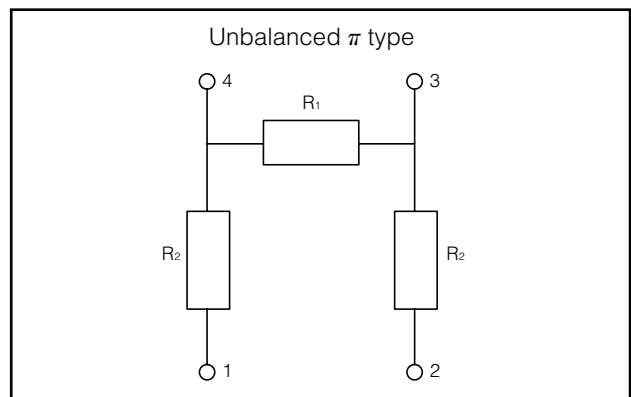 Unbalanced π type
4 3
R₁
R₂ R₂
1 2